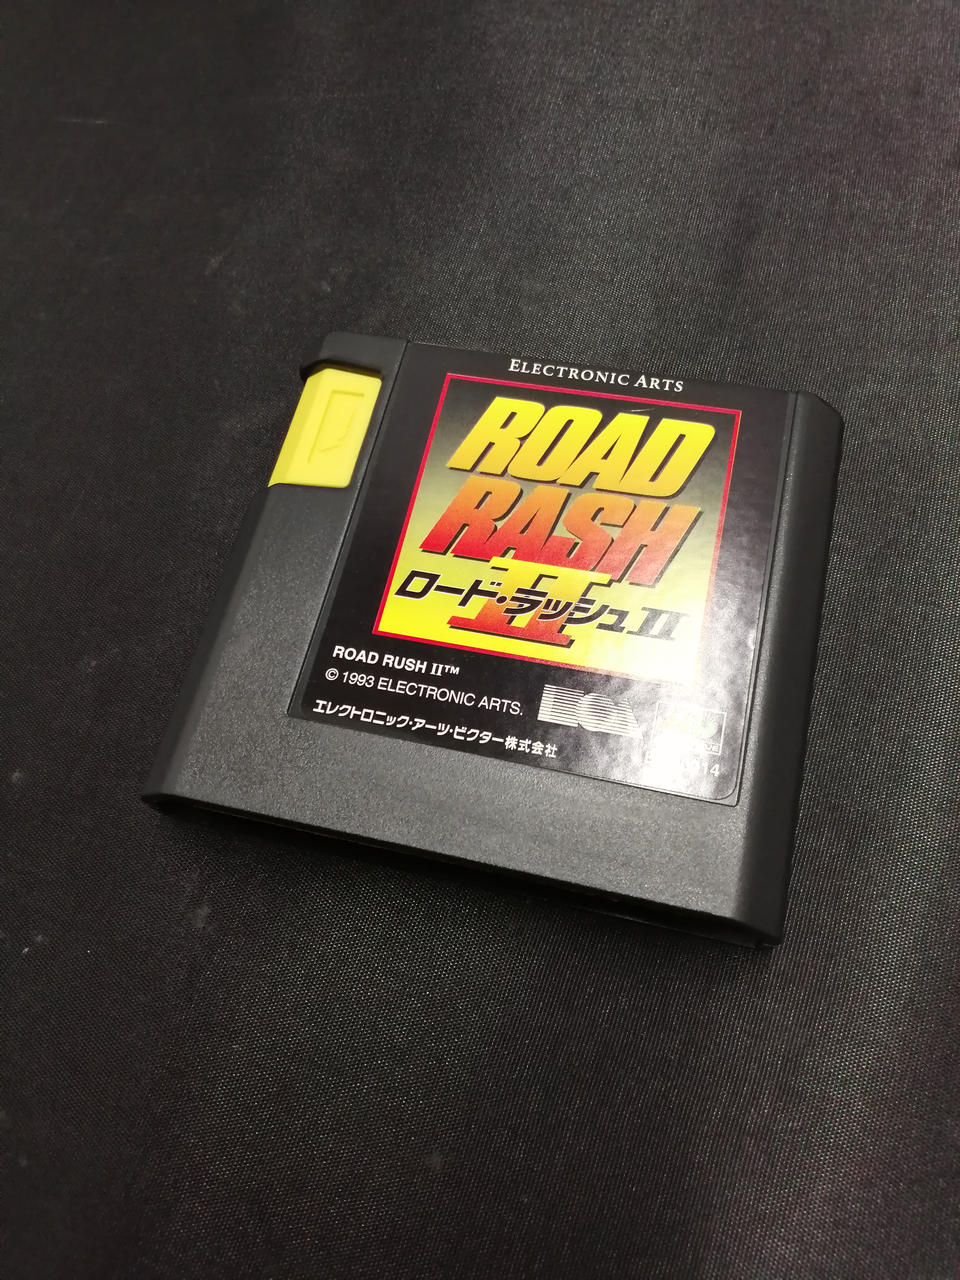 ELECTRONIC ARTS
ROAD
RASH
II
ロード・ラッシュII
ROAD RUSH II™
© 1993 ELECTRONIC ARTS.
エレクトロニック・アーツ・ビクター株式会社